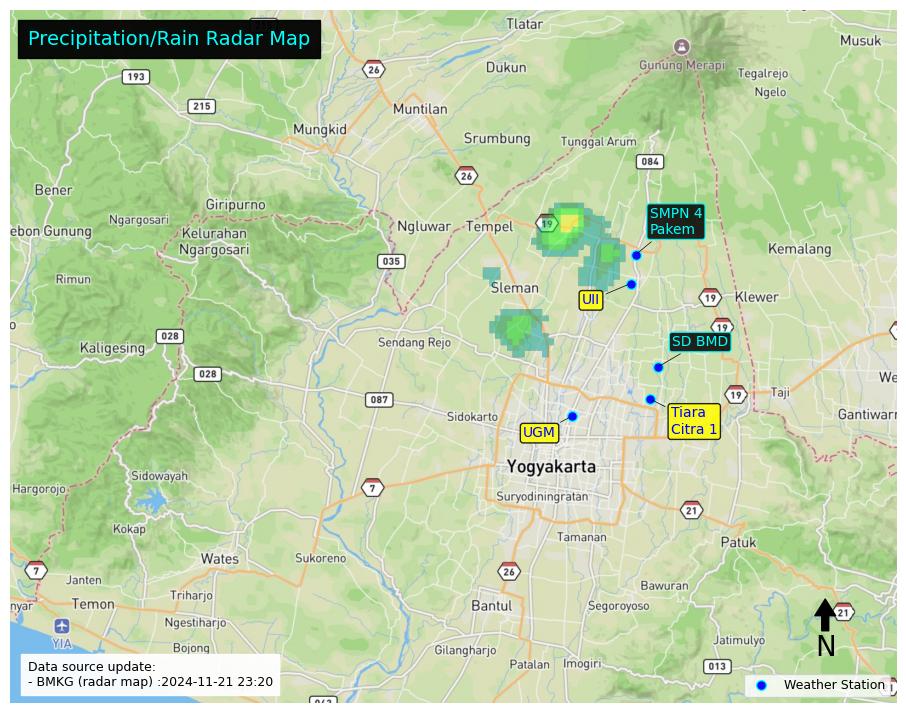 Precipitation/Rain Radar Map
Tlatar
Musuk
26
193
Dukun
Gunung Merapi
Tegalrejo
Ngelo
215
Muntilan
Mungkid
Srumbung
Tunggal Arum
084
26
Bener
Giripurno
Ngargosari
SMPN 4
Pakem
19
ebon Gunung
Kelurahan
Ngargosari
Ngluwar
Tempel
Kemalang
035
Rimun
Sleman
UII
19
Klewer
19
028
Kaligesing
Sendang Rejo
SD BMD
028
087
19
Taji
We
Sidokarto
Tiara
Citra 1
Gantiwarn
UGM
Yogyakarta
Sidowayah
Hargorojo
7
Suryodiningratan
21
Kokap
Tamanan
Patuk
Wates
Sukoreno
7
Janten
26
Bawuran
Temon
Triharjo
Bantul
Segoroyoso
nyar
21
Ngestiharjo
YIA
N
Jatimulyo
Bojong
Gilangharjo
Patalan
Imogiri
013
Data source update:
- BMKG (radar map) :2024-11-21 23:20
Weather Station